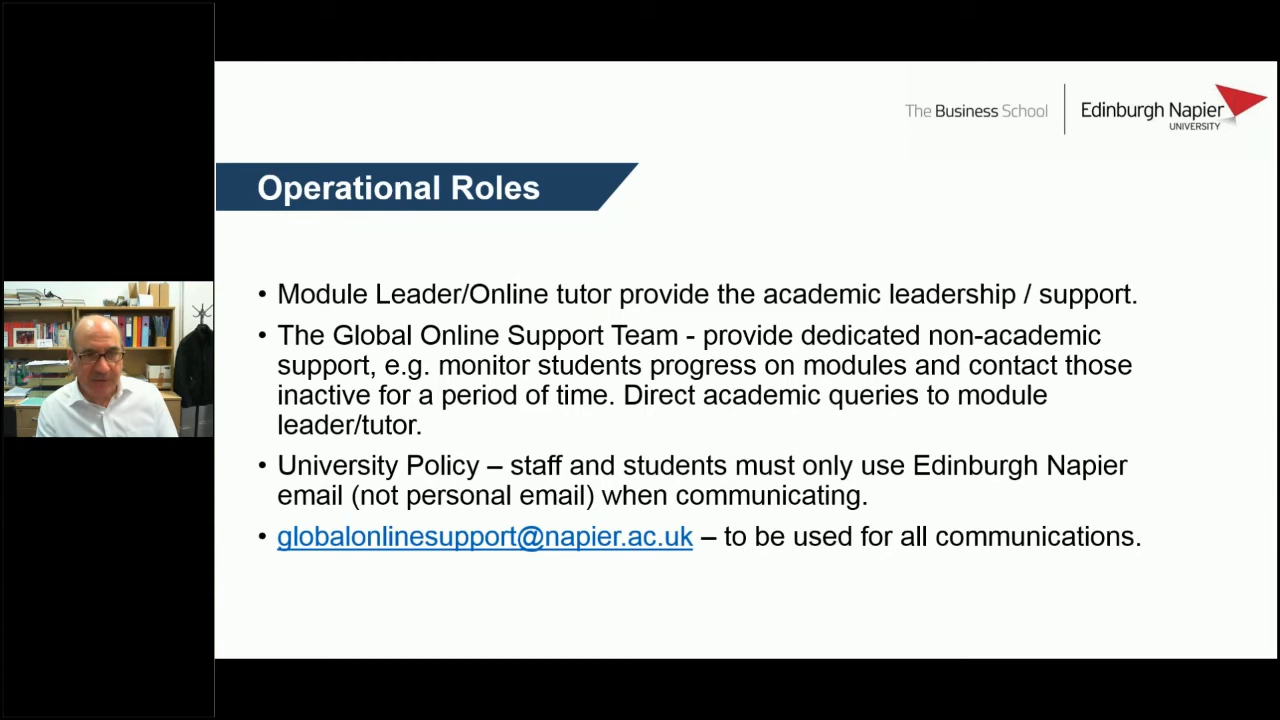 The Business School
Edinburgh Napier
UNIVERSITY
Operational Roles
• Module Leader/Online tutor provide the academic leadership / support.
• The Global Online Support Team - provide dedicated non-academic
support, e.g. monitor students progress on modules and contact those
inactive for a period of time. Direct academic queries to module
leader/tutor.
• University Policy – staff and students must only use Edinburgh Napier
email (not personal email) when communicating.
• globalonlinesupport@napier.ac.uk – to be used for all communications.